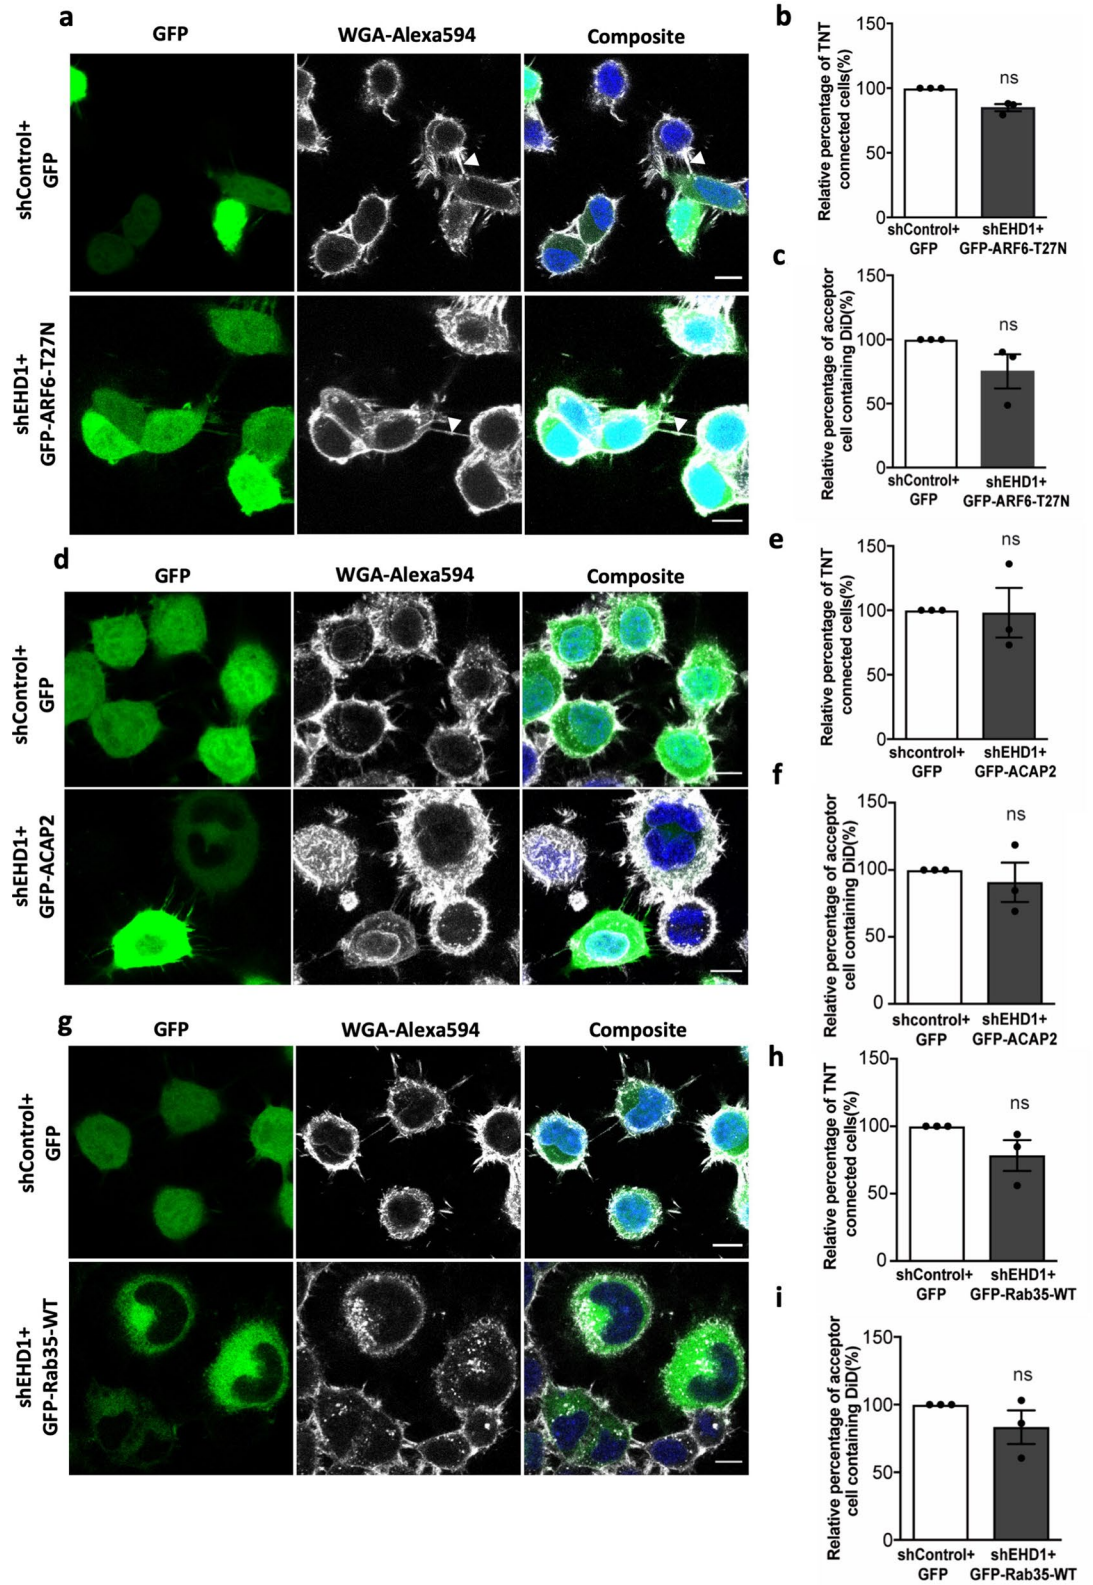 a
GFP
WGA-Alexa594
Composite
shControl+
GFP
shEHD1+
GFP-ARF6-T27N
b
Relative percentage of TNT
connected cells(%)
150
100
50
0
ns
shControl+
GFP
shEHD1+
GFP-ARF6-T27N
c
Relative percentage of acceptor
cell containing DiD(%)
150
100
50
0
ns
shControl+
GFP
shEHD1+
GFP-ARF6-T27N
d
GFP
WGA-Alexa594
Composite
shControl+
GFP
shEHD1+
GFP-ACAP2
e
Relative percentage of TNT
connected cells(%)
150
100
50
0
ns
shcontrol+
GFP
shEHD1+
GFP-ACAP2
f
Relative percentage of acceptor
cell containing DiD(%)
150
100
50
0
ns
shcontrol+
GFP
shEHD1+
GFP-ACAP2
g
GFP
WGA-Alexa594
Composite
shControl+
GFP
shEHD1+
GFP-Rab35-WT
h
Relative percentage of TNT
connected cells(%)
150
100
50
0
ns
shControl+
GFP
shEHD1+
GFP-Rab35-WT
i
Relative percentage of acceptor
cell containing DiD(%)
150
100
50
0
ns
shControl+
GFP
shEHD1+
GFP-Rab35-WT